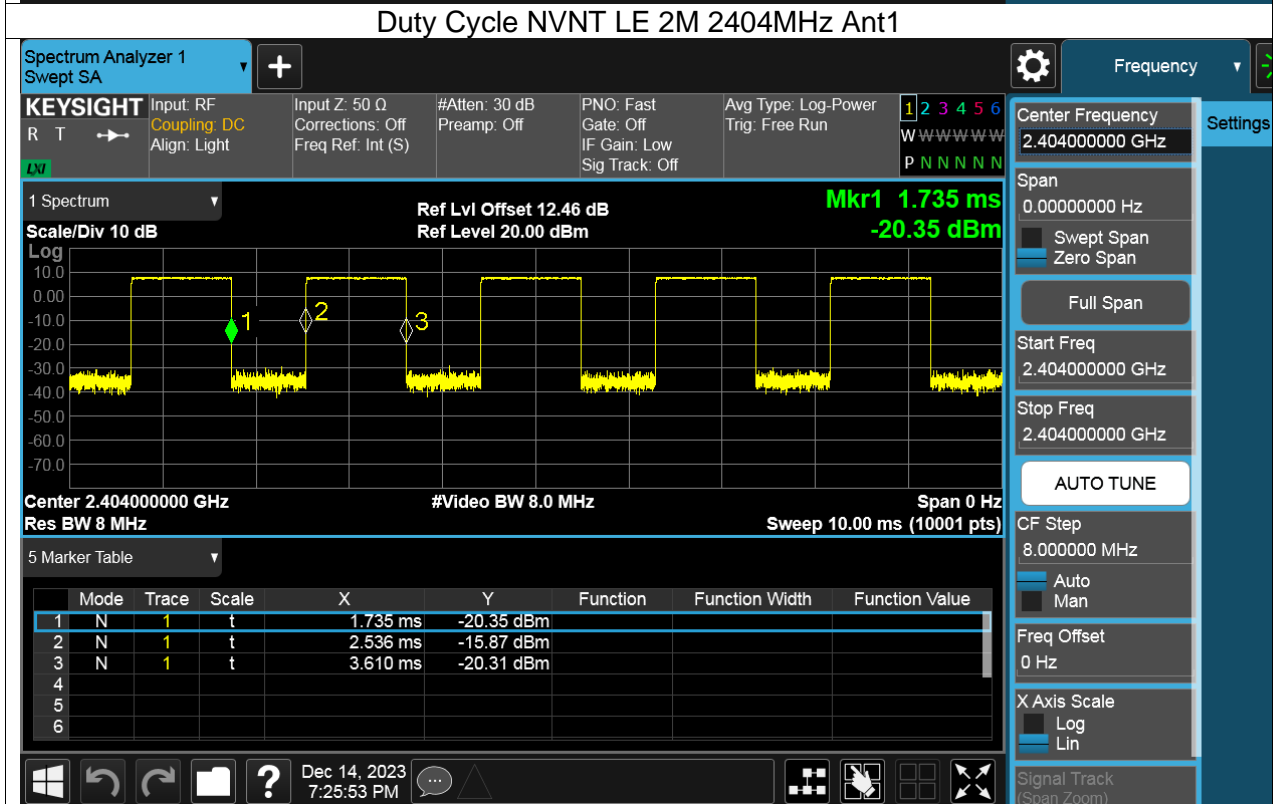 Duty Cycle NVNT LE 2M 2404MHz Ant1
Spectrum Analyzer 1
Swept SA
Frequency
KEYSIGHT
R T
LXI
Input: RF
Coupling: DC
Align: Light
Input Z: 50 Ω
Corrections: Off
Freq Ref: Int (S)
#Atten: 30 dB
Preamp: Off
PNO: Fast
Gate: Off
IF Gain: Low
Sig Track: Off
Avg Type: Log-Power
Trig: Free Run
1 2 3 4 5 6
W W W W W W
P N N N N N
1 Spectrum
Scale/Div 10 dB
Ref Lvl Offset 12.46 dB
Ref Level 20.00 dBm
Mkr1 1.735 ms
-20.35 dBm
Log
10.0
0.00
-10.0
-20.0
-30.0
-40.0
-50.0
-60.0
-70.0
1
2
3
Center 2.404000000 GHz
#Video BW 8.0 MHz
Span 0 Hz
Res BW 8 MHz
Sweep 10.00 ms (10001 pts)
5 Marker Table
Mode Trace Scale X Y Function Function Width Function Value
1 N 1 t 1.735 ms -20.35 dBm
2 N 1 t 2.536 ms -15.87 dBm
3 N 1 t 3.610 ms -20.31 dBm
4
5
6
Dec 14, 2023
7:25:53 PM
Center Frequency
2.404000000 GHz
Settings
Span
0.00000000 Hz
Swept Span
Zero Span
Full Span
Start Freq
2.404000000 GHz
Stop Freq
2.404000000 GHz
AUTO TUNE
CF Step
8.000000 MHz
Auto
Man
Freq Offset
0 Hz
X Axis Scale
Log
Lin
Signal Track
(Span Zoom)